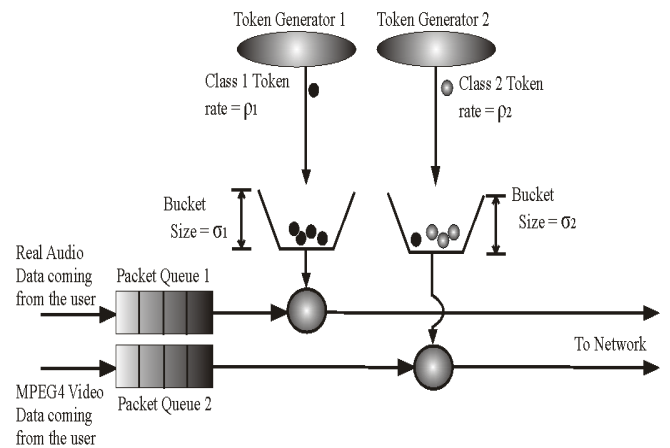 Token Generator 1
Token Generator 2
Class 1 Token
rate = ρ1
Class 2 Token
rate = ρ2
Bucket
Size = σ1
Bucket
Size = σ2
Real Audio
Data coming
from the user
Packet Queue 1
To Network
MPEG4 Video
Data coming
from the user
Packet Queue 2